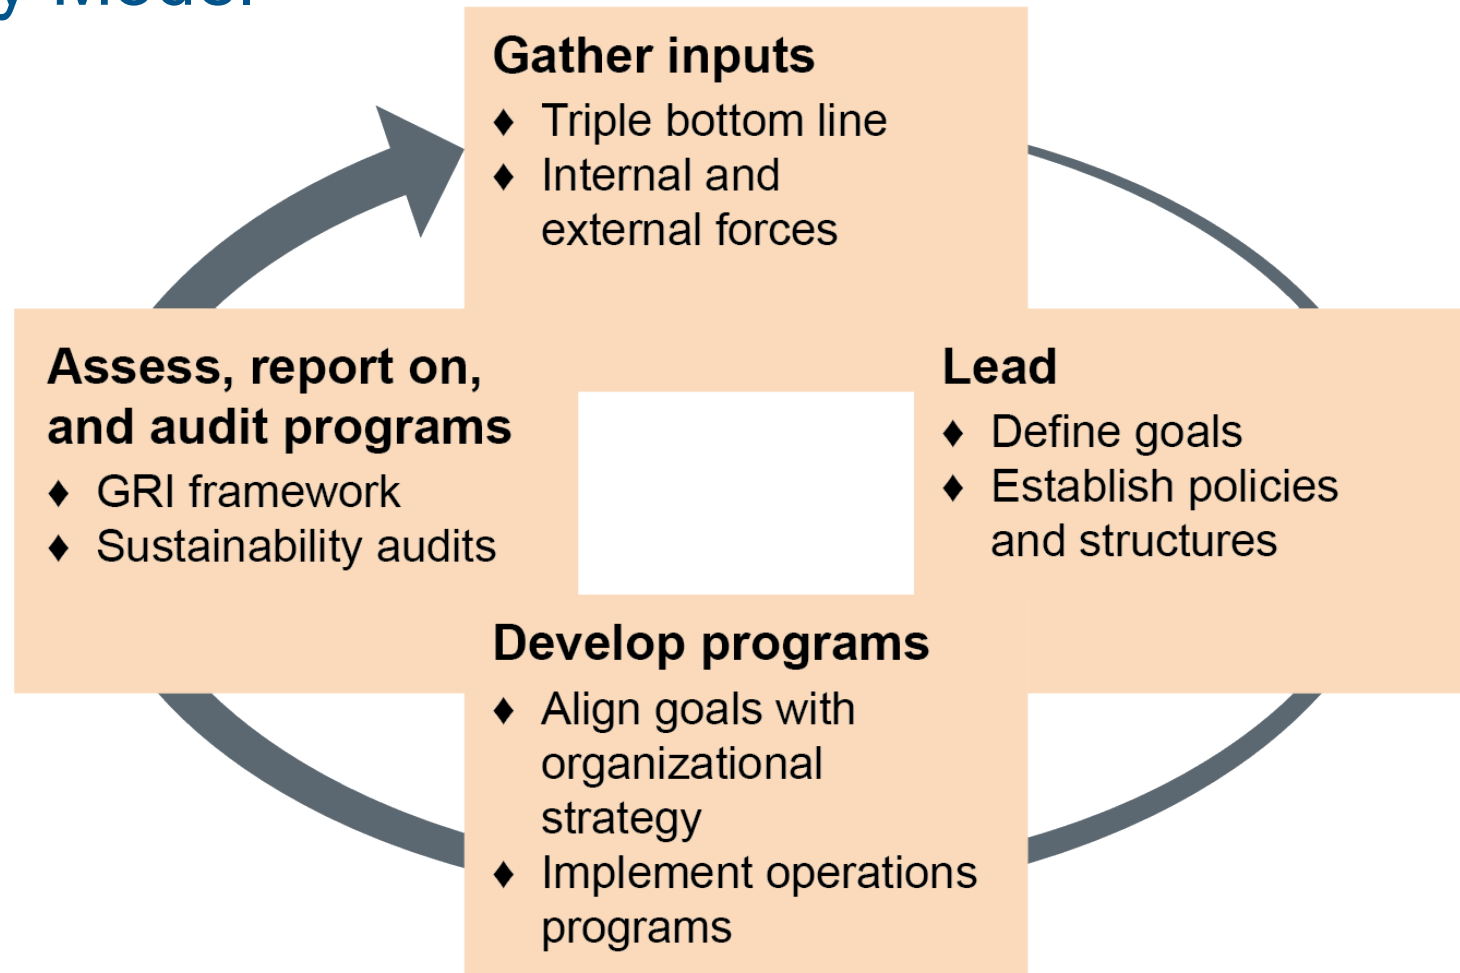 y Model
Gather inputs
♦ Triple bottom line
♦ Internal and
external forces
Assess, report on,
and audit programs
♦ GRI framework
♦ Sustainability audits
Lead
♦ Define goals
♦ Establish policies
and structures
Develop programs
♦ Align goals with
organizational
strategy
♦ Implement operations
programs